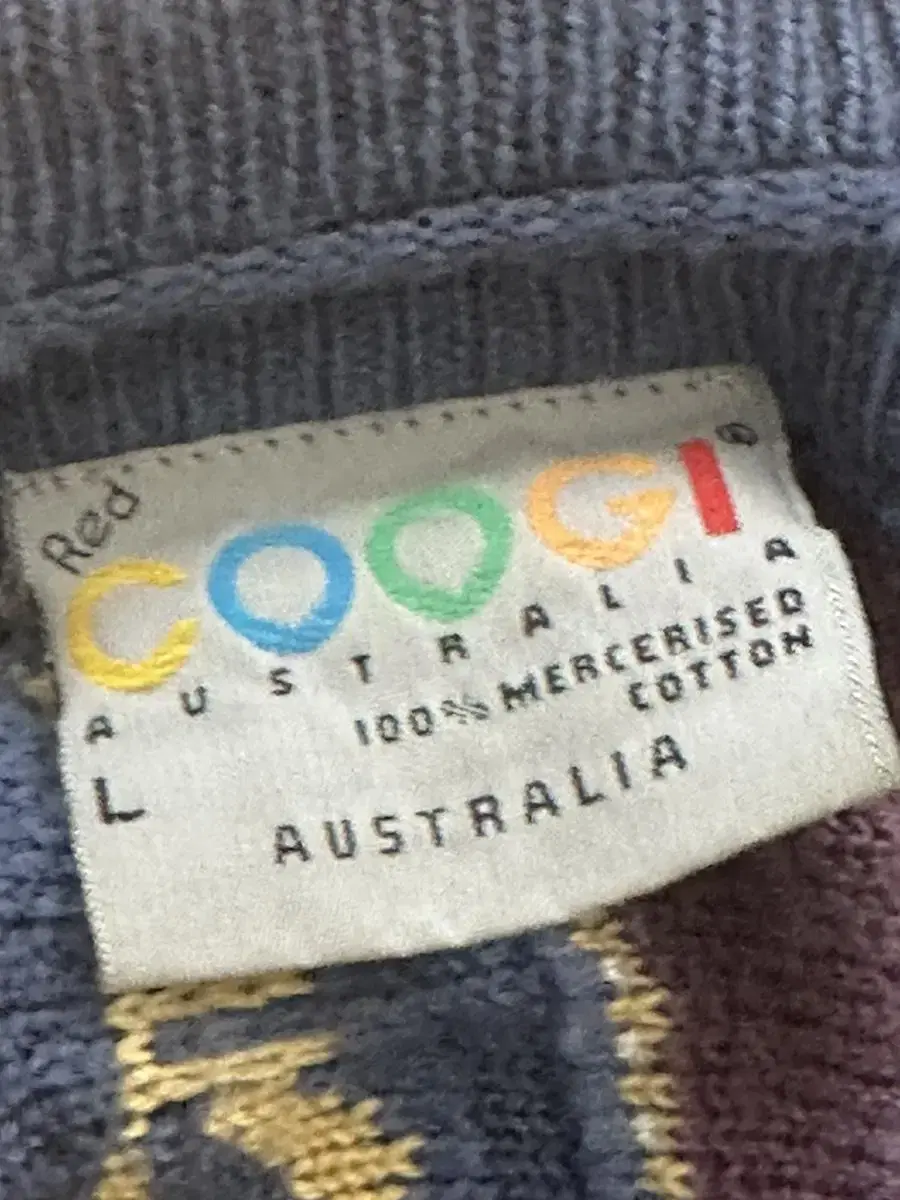 Red
COOGI®
AUSTRALIA
100% MERCERISED
COTTON
L
AUSTRALIA